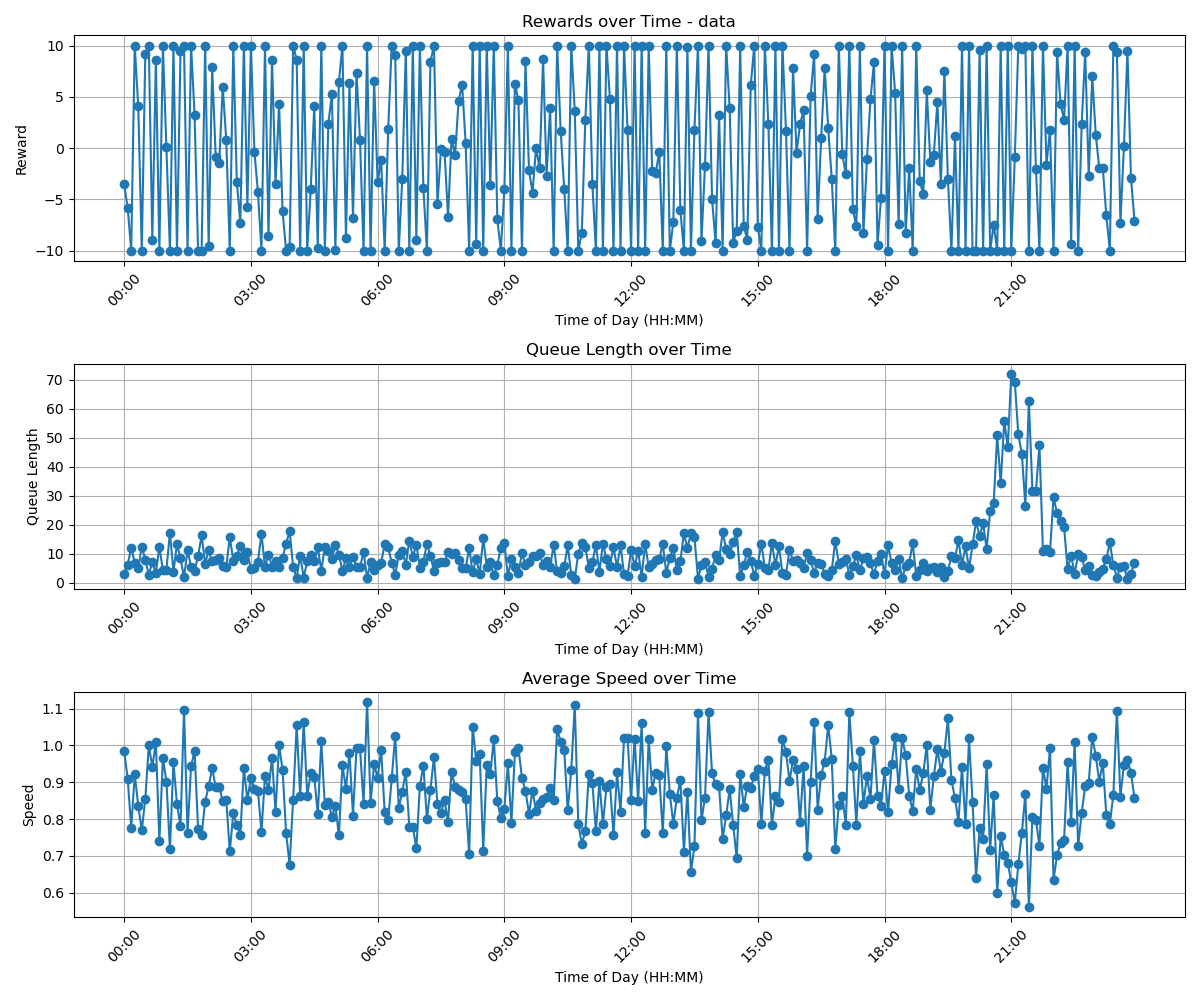 Rewards over Time - data
10
5
0
−5
−10
Reward
00:00 03:00 06:00 09:00 12:00 15:00 18:00 21:00
Time of Day (HH:MM)
Queue Length over Time
70
60
50
40
30
20
10
0
Queue Length
00:00 03:00 06:00 09:00 12:00 15:00 18:00 21:00
Time of Day (HH:MM)
Average Speed over Time
1.1
1.0
0.9
0.8
0.7
0.6
Speed
00:00 03:00 06:00 09:00 12:00 15:00 18:00 21:00
Time of Day (HH:MM)